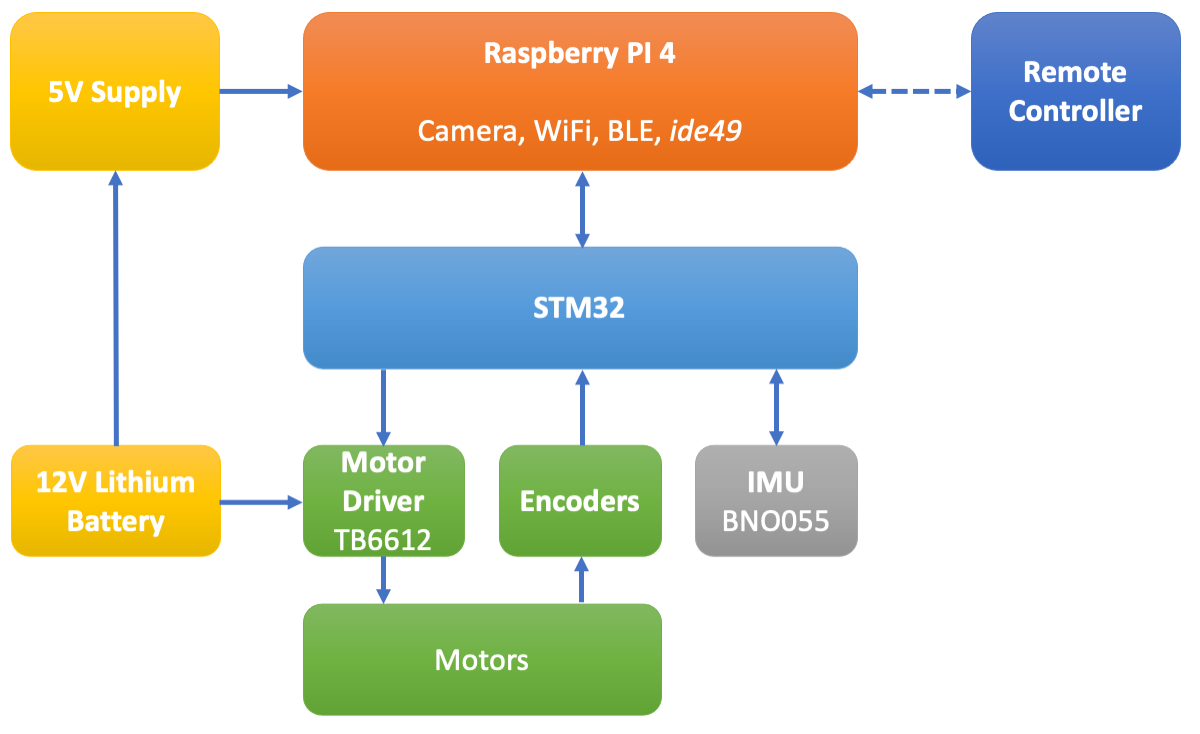 5V Supply
Raspberry PI 4
Camera, WiFi, BLE, ide49
Remote
Controller
STM32
12V Lithium
Battery
Motor
Driver
TB6612
Encoders
IMU
BNO055
Motors